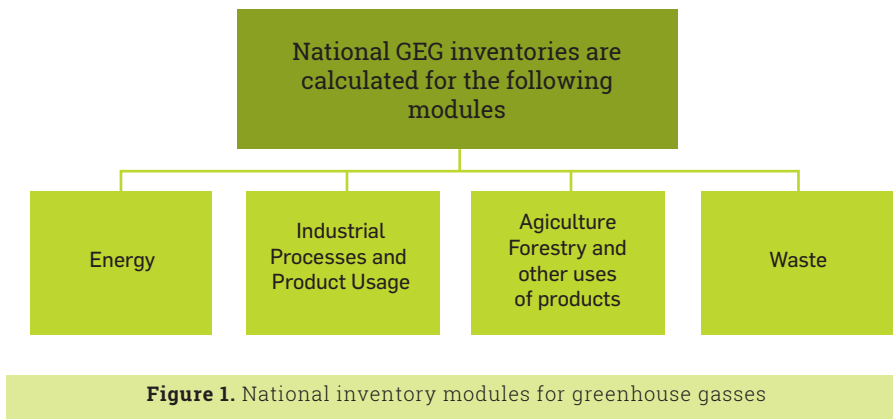 National GEG inventories are
calculated for the following
modules
Energy
Industrial
Processes and
Product Usage
Agiculture
Forestry and
other uses
of products
Waste
Figure 1. National inventory modules for greenhouse gasses